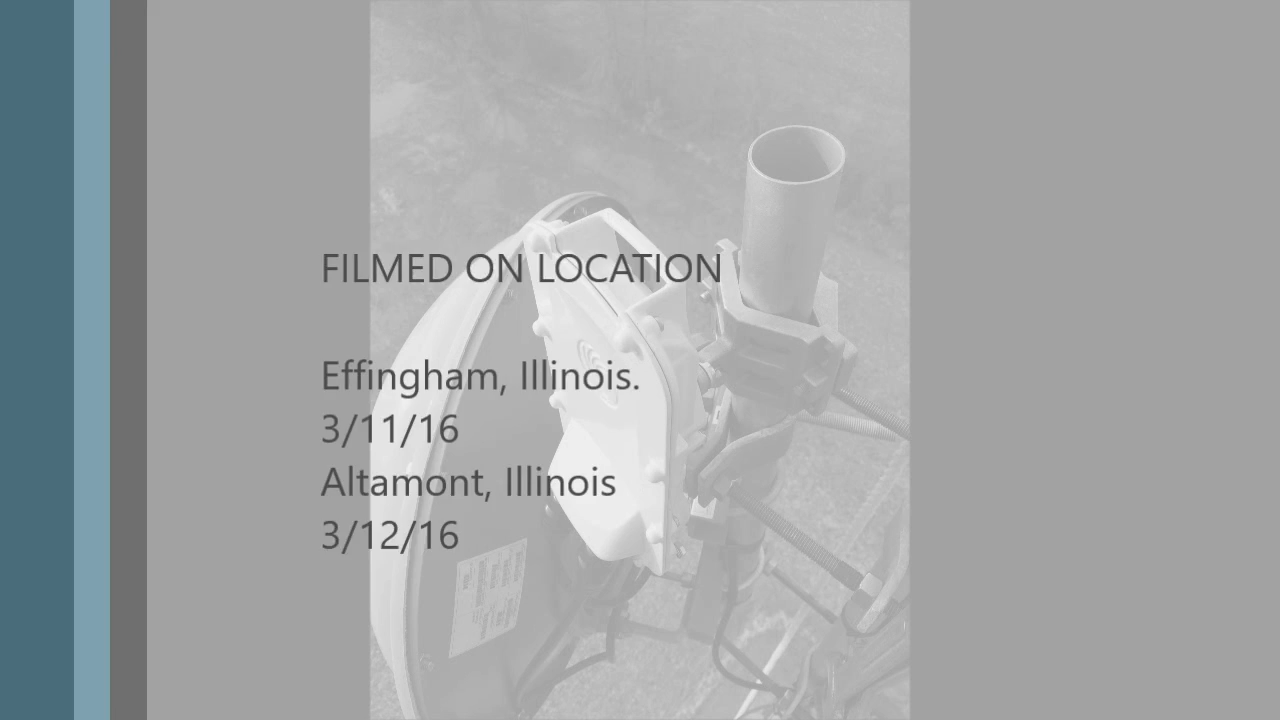 FILMED ON LOCATION
Effingham, Illinois.
3/11/16
Altamont, Illinois
3/12/16